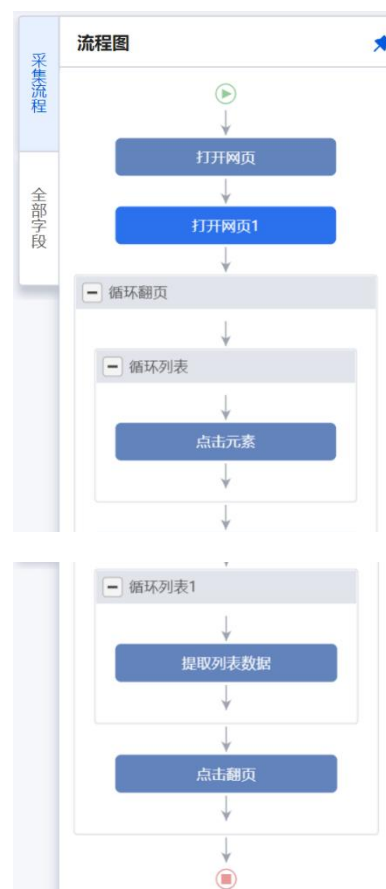 流程图
采集流程
全部字段
打开网页
打开网页1
循环翻页
循环列表
点击元素
循环列表1
提取列表数据
点击翻页